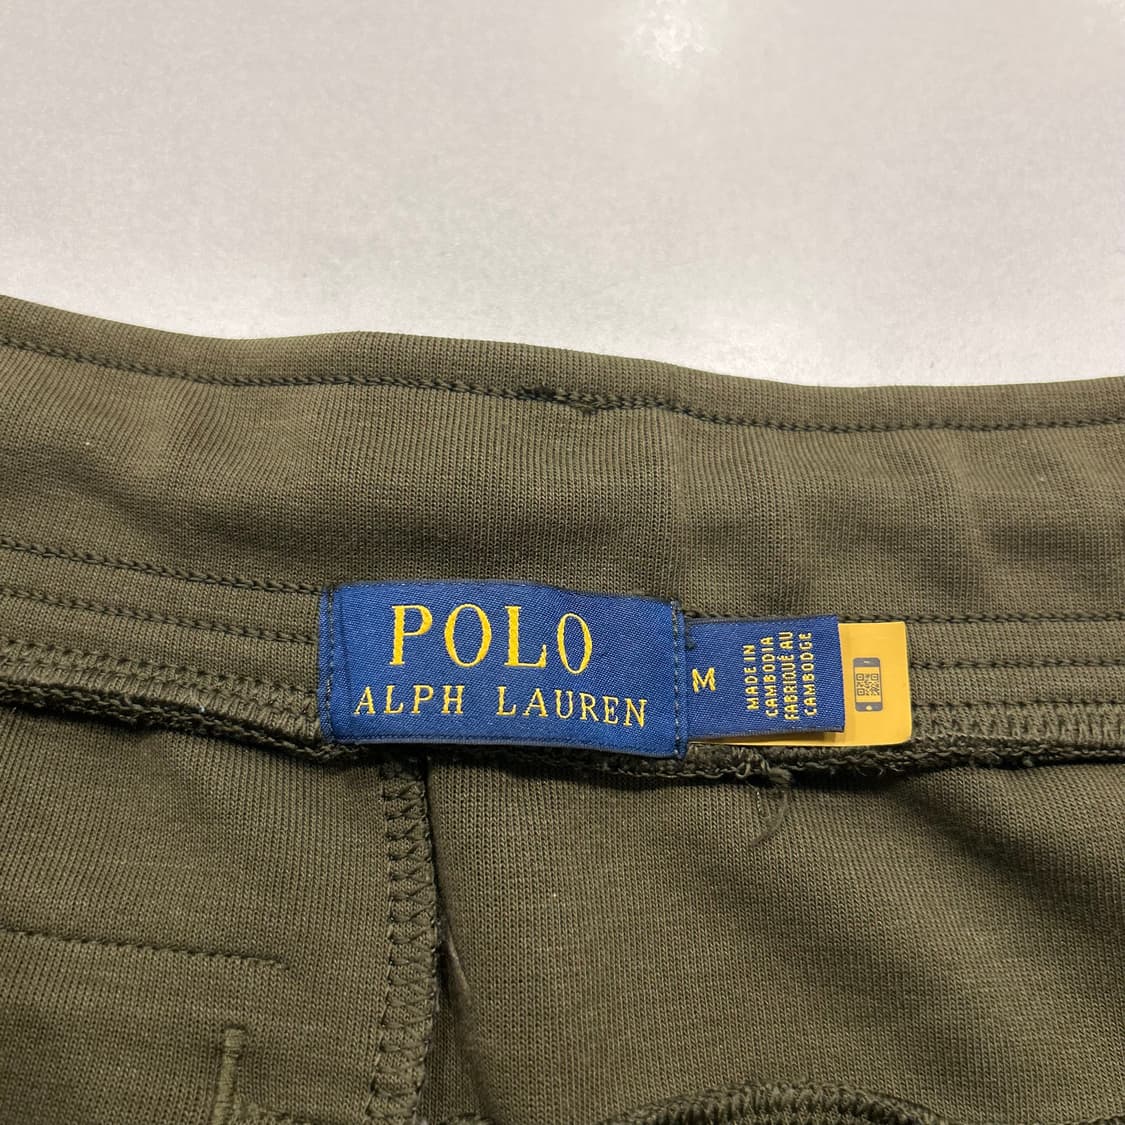 POLO
ALPH LAUREN
M
MADE IN
CAMBODIA
FABRIQUÉ AU
CAMBODGE